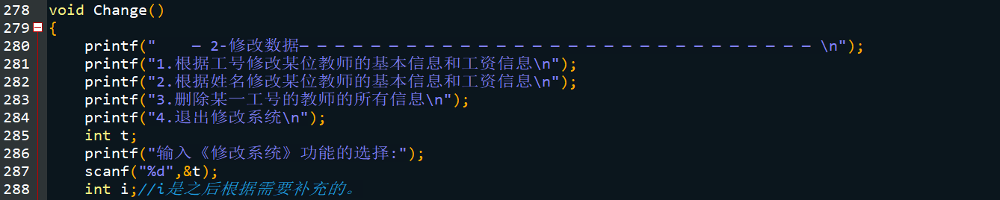 278 void Change()
279 {
280 printf("    — 2-修改数据— — — — — — — — — — — — — — — — — — — — — — — — — — — — — \n");
281 printf("1.根据工号修改某位教师的基本信息和工资信息\n");
282 printf("2.根据姓名修改某位教师的基本信息和工资信息\n");
283 printf("3.删除某一工号的教师的所有信息\n");
284 printf("4.退出修改系统\n");
285 int t;
286 printf("输入《修改系统》功能的选择:");
287 scanf("%d",&t);
288 int i;//i是之后根据需要补充的。